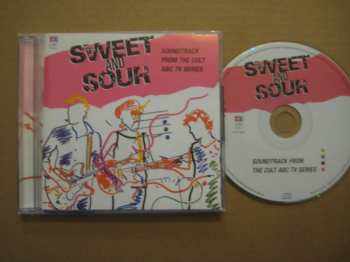 SWEET
AND
SOUR
SOUNDTRACK
FROM THE CULT
ABC TV SERIES
SWEET
AND
SOUR
SOUNDTRACK FROM
THE CULT ABC TV SERIES